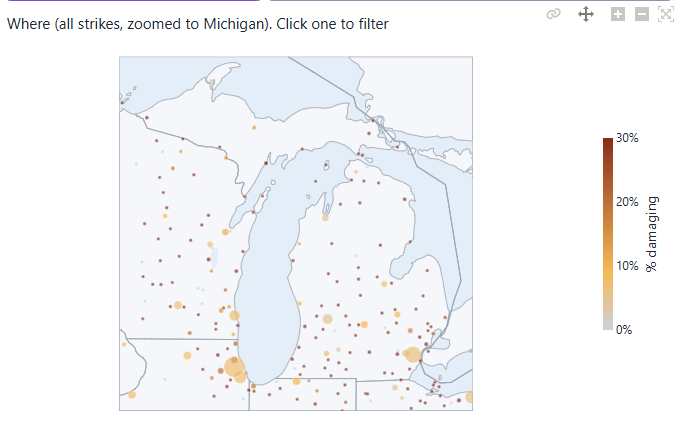 Where (all strikes, zoomed to Michigan). Click one to filter
30%
20%
10%
0%
% damaging